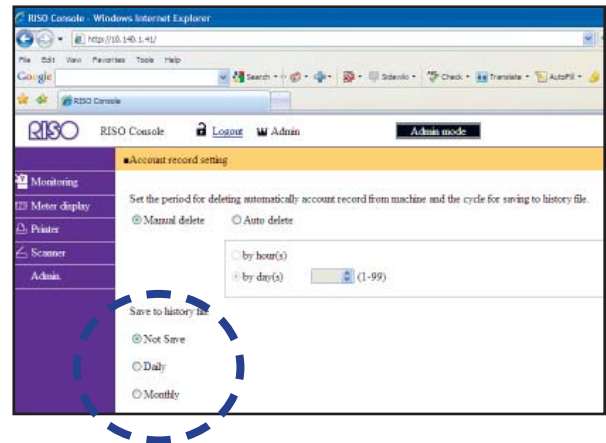 RISO Console - Windows Internet Explorer
http://10.140.1.41/
File Edit View Favorites Tools Help
Google Search Sidewiki Check Translate AutoFill
RISO Console
RISO RISO Console Logout Admin Admin mode
■Account record setting
Monitoring
Meter display
Printer
Scanner
Admin.
Set the period for deleting automatically account record from machine and the cycle for saving to history file.
Manual delete Auto delete
by hour(s)
by day(s) (1-99)
Save to history file
Not Save
Daily
Monthly